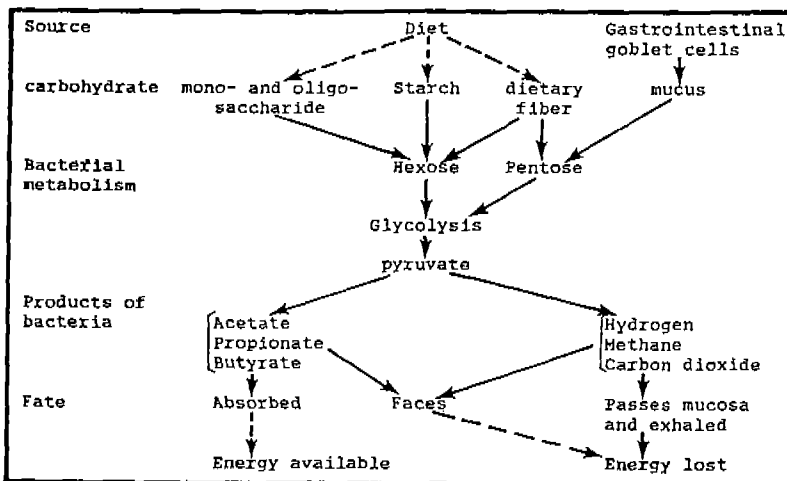 Source Diet Gastrointestinal
goblet cells
carbohydrate mono- and oligo- Starch dietary mucus
saccharide fiber
Bacterial Hexose Pentose
metabolism
Glycolysis
pyruvate
Products of
bacteria Acetate Hydrogen
Propionate Methane
Butyrate Carbon dioxide
Fate Absorbed Faces Passes mucosa
and exhaled
Energy available Energy lost